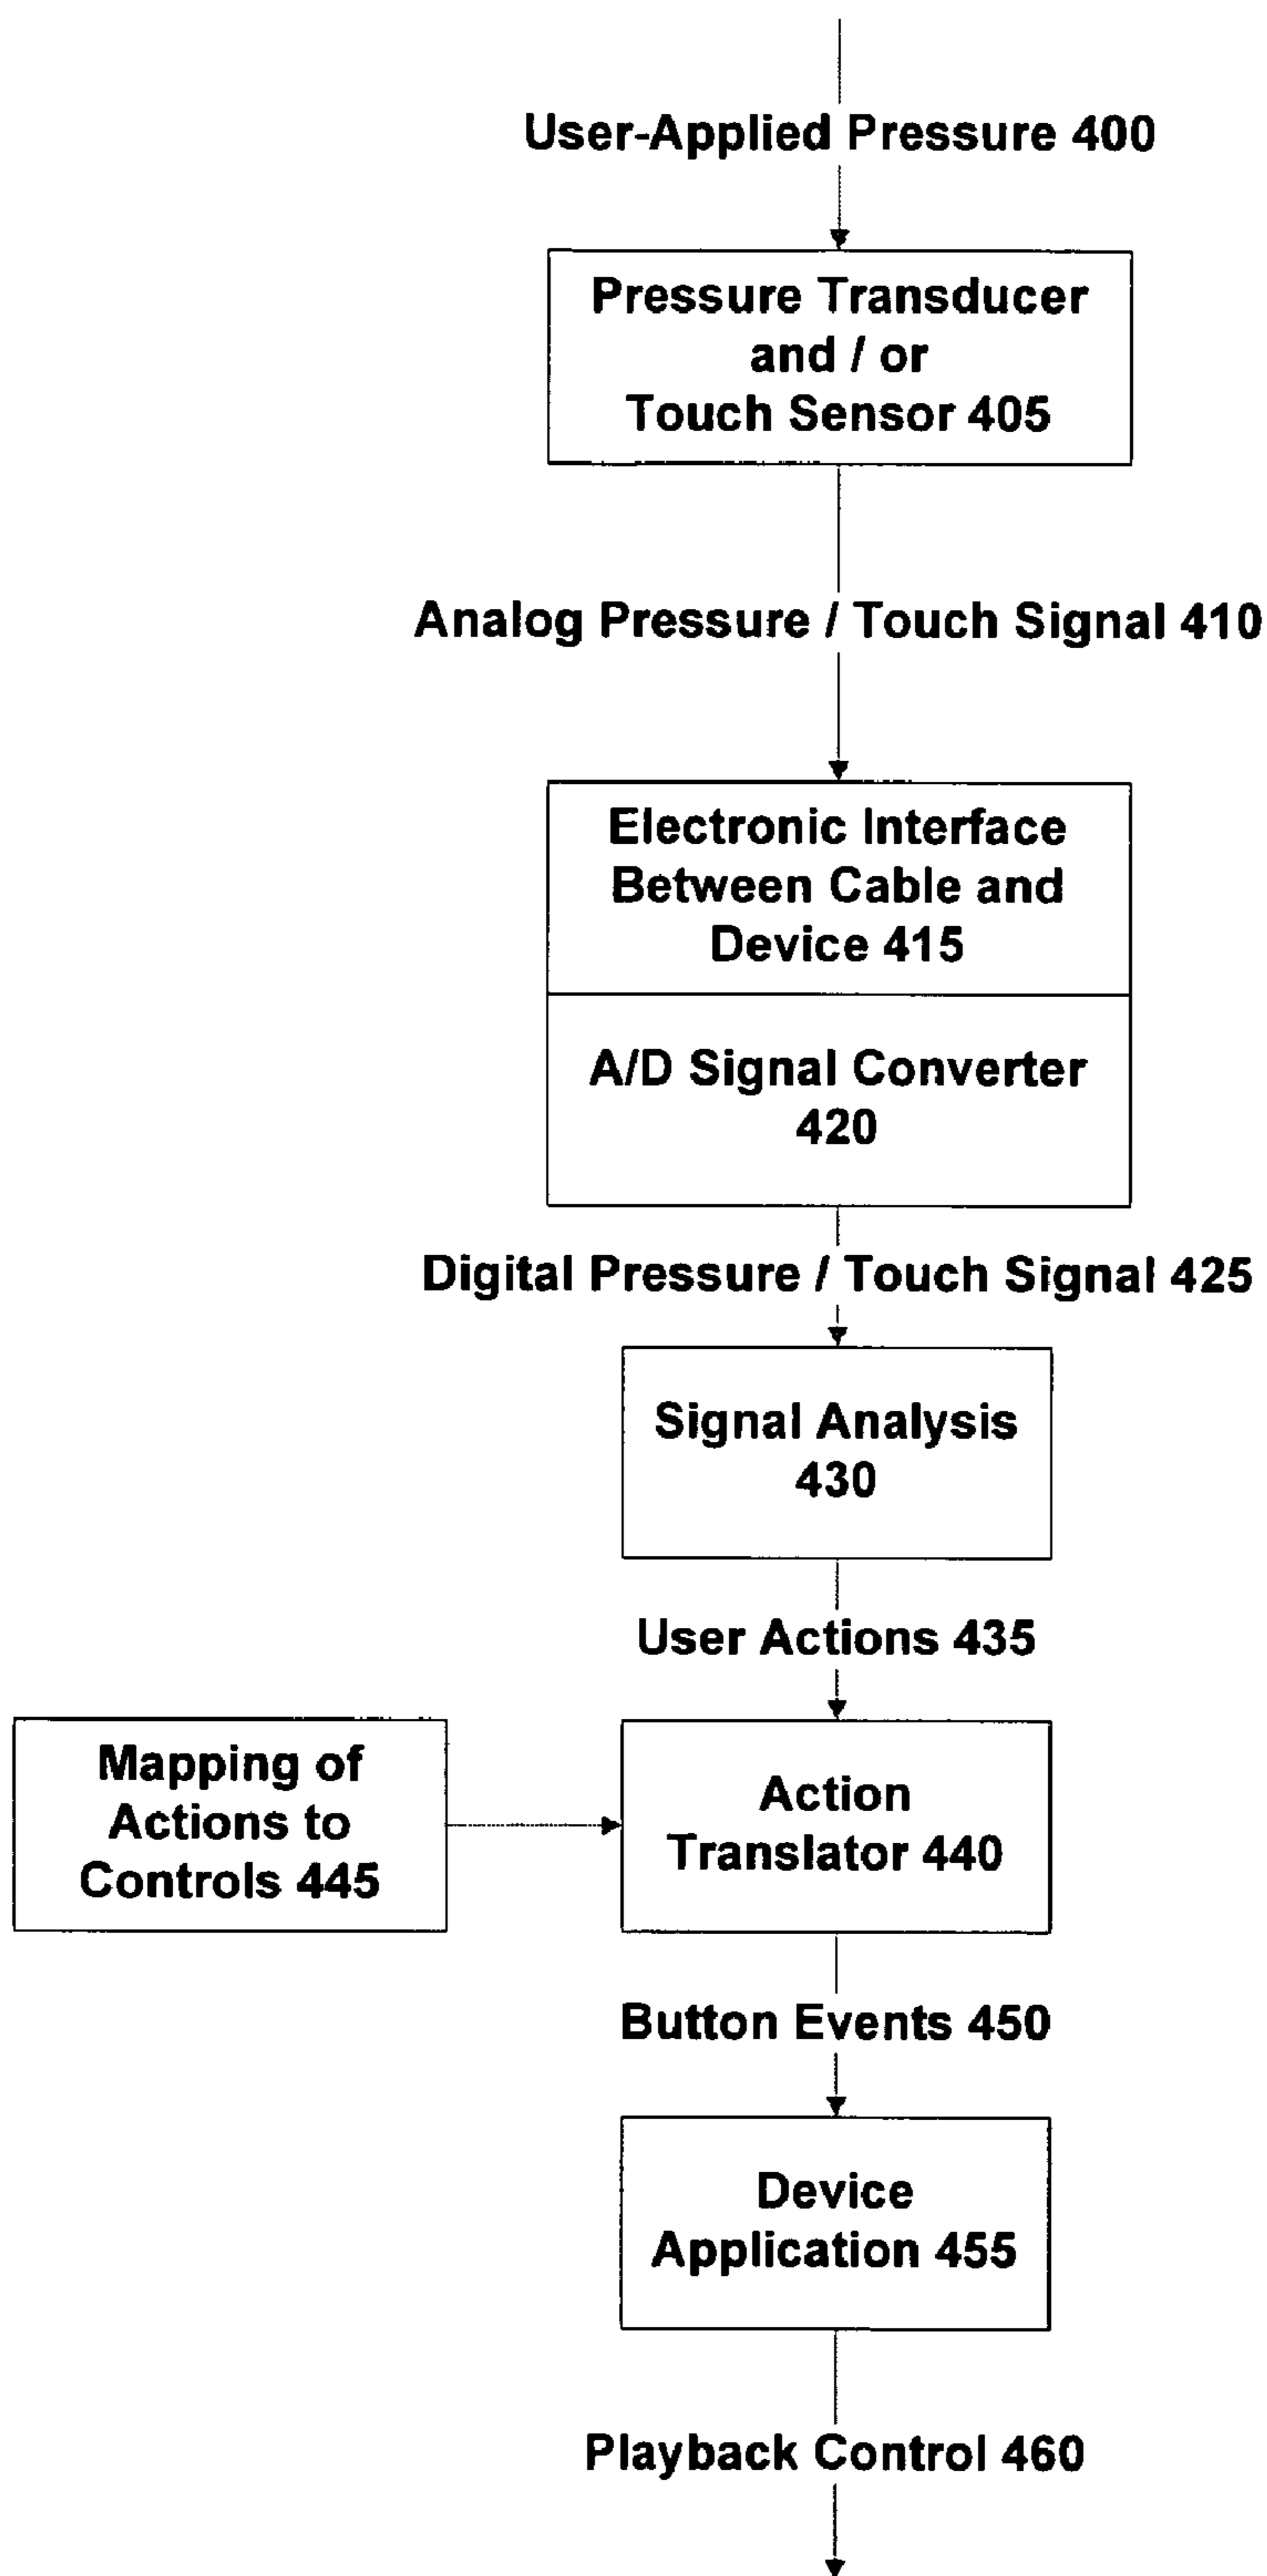 User-Applied Pressure 400
Pressure Transducer
and / or
Touch Sensor 405
Analog Pressure / Touch Signal 410
Electronic Interface
Between Cable and
Device 415
A/D Signal Converter
420
Digital Pressure / Touch Signal 425
Signal Analysis
430
User Actions 435
Mapping of
Actions to
Controls 445
Action
Translator 440
Button Events 450
Device
Application 455
Playback Control 460